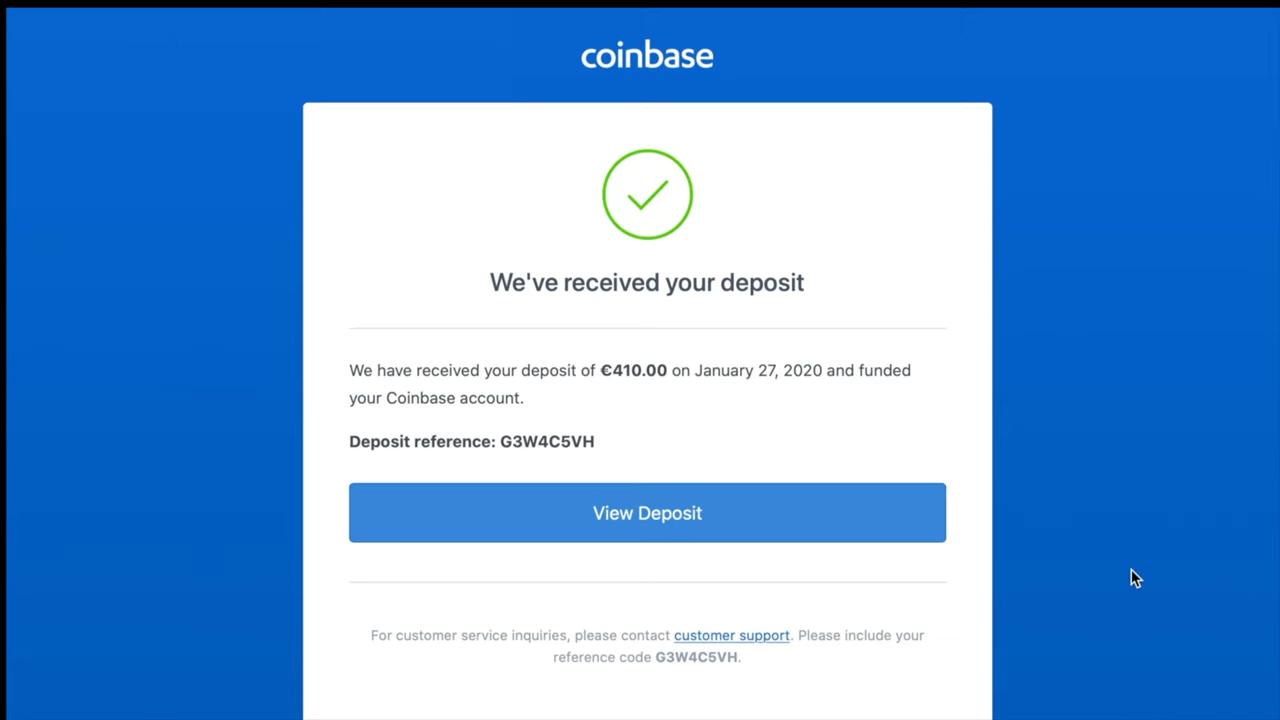 coinbase
We've received your deposit
We have received your deposit of €410.00 on January 27, 2020 and funded
your Coinbase account.
Deposit reference: G3W4C5VH
View Deposit
For customer service inquiries, please contact customer support. Please include your
reference code G3W4C5VH.